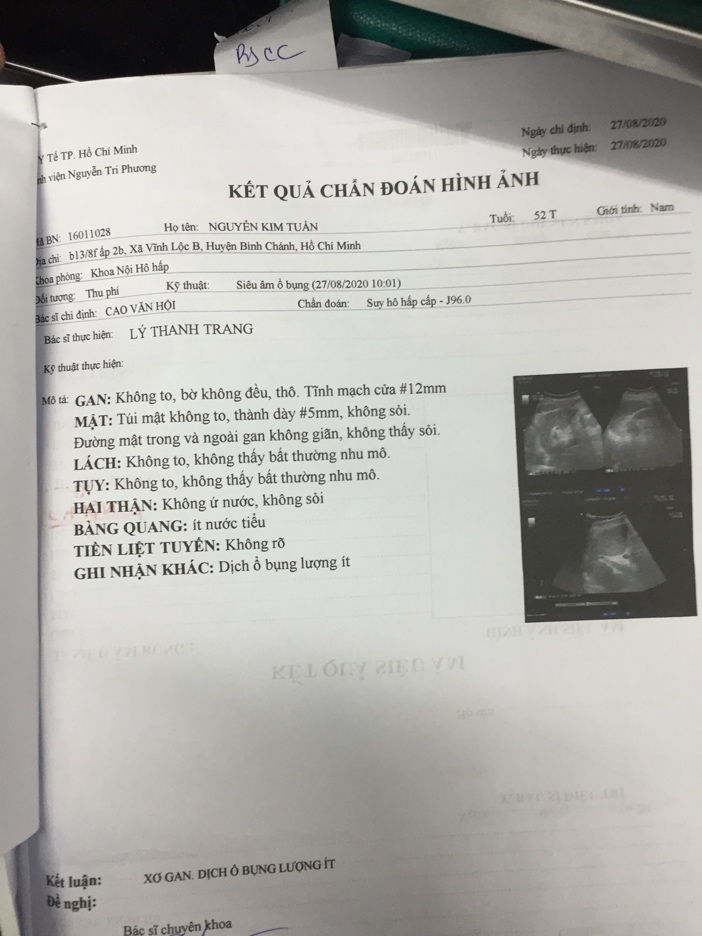 BSCC
Y Tế TP. Hồ Chí Minh
nh viện Nguyễn Tri Phương
Ngày chỉ định: 27/08/2020
Ngày thực hiện: 27/08/2020
KẾT QUẢ CHẨN ĐOÁN HÌNH ẢNH
Mã BN: 16011028 Họ tên: NGUYỄN KIM TUẤN Tuổi: 52 T Giới tính: Nam
Địa chỉ: b13/8f ấp 2b, Xã Vĩnh Lộc B, Huyện Bình Chánh, Hồ Chí Minh
Khoa phòng: Khoa Nội Hô hấp
Đối tượng: Thu phí Kỹ thuật: Siêu âm ổ bụng (27/08/2020 10:01)
Bác sĩ chỉ định: CAO VĂN HỘI Chẩn đoán: Suy hô hấp cấp - J96.0
Bác sĩ thực hiện: LÝ THANH TRANG
Kỹ thuật thực hiện:
Mô tả: GAN: Không to, bờ không đều, thô. Tĩnh mạch cửa #12mm
MẬT: Túi mật không to, thành dày #5mm, không sỏi.
Đường mật trong và ngoài gan không giãn, không thấy sỏi.
LÁCH: Không to, không thấy bất thường nhu mô.
TỤY: Không to, không thấy bất thường nhu mô.
HAI THẬN: Không ứ nước, không sỏi
BÀNG QUANG: ít nước tiểu
TIỀN LIỆT TUYẾN: Không rõ
GHI NHẬN KHÁC: Dịch ổ bụng lượng ít
Kết luận: XƠ GAN. DỊCH Ổ BỤNG LƯỢNG ÍT
Đề nghị:
Bác sĩ chuyên khoa